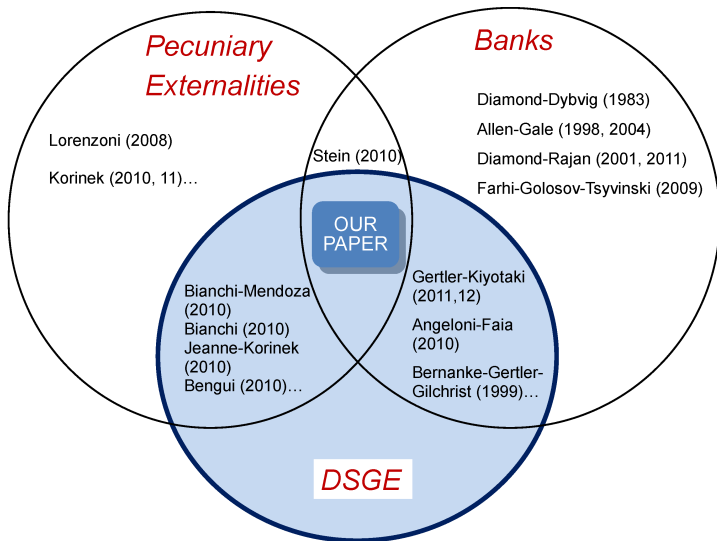 Pecuniary
Externalities
Banks
Lorenzoni (2008)
Korinek (2010, 11)…
Stein (2010)
Diamond-Dybvig (1983)
Allen-Gale (1998, 2004)
Diamond-Rajan (2001, 2011)
Farhi-Golosov-Tsyvinski (2009)
OUR
PAPER
Bianchi-Mendoza
(2010)
Bianchi (2010)
Jeanne-Korinek
(2010)
Bengui (2010)…
Gertler-Kiyotaki
(2011,12)
Angeloni-Faia
(2010)
Bernanke-Gertler-
Gilchrist (1999)…
DSGE